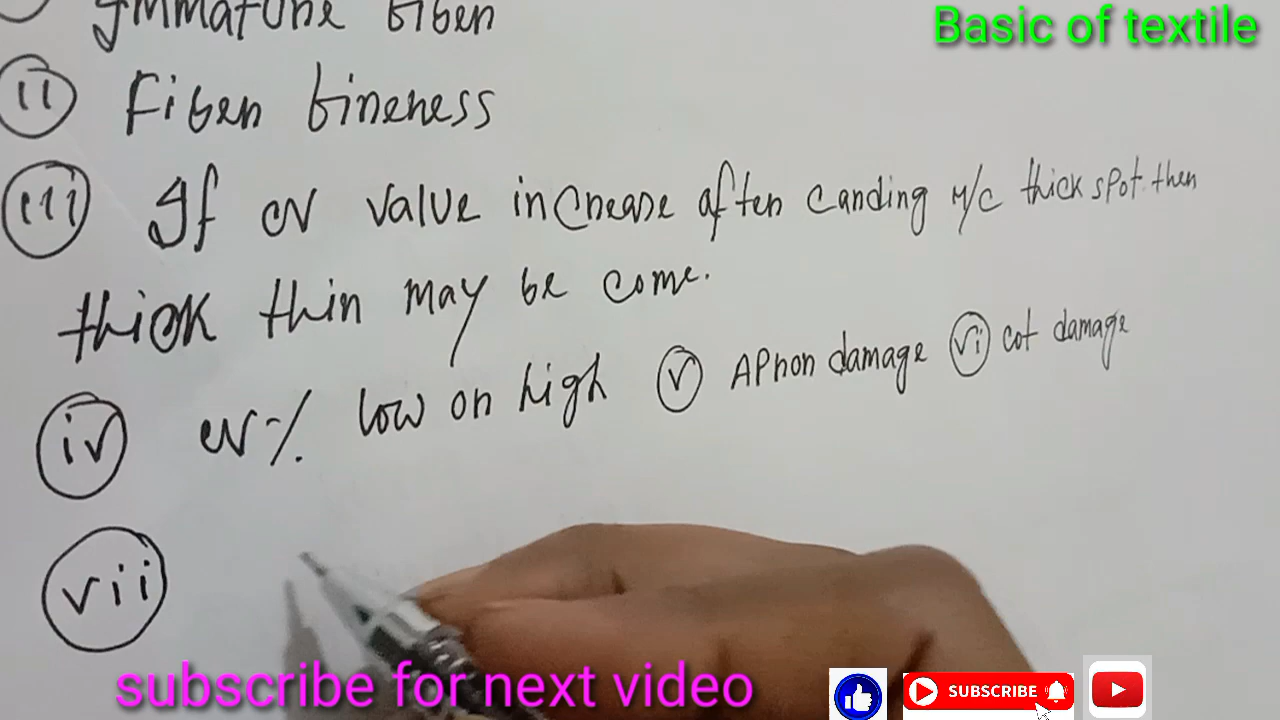 Basic of textile
Immature fiber
ii Fiber fineness
iii If cv value increase after carding m/c thick spot then
thick thin may be come.
iv cv% low or high v Apron damage vi cot damage
vii
subscribe for next video
SUBSCRIBE